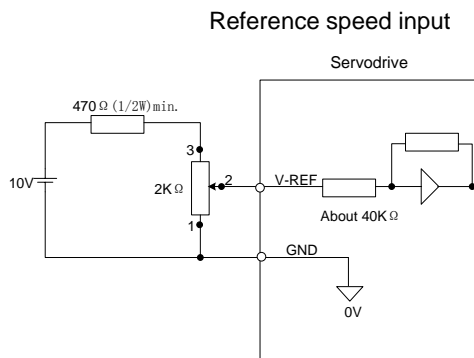 Reference speed input
Servodrive
470Ω(1/2W)min.
3
10V
2KΩ
2
V-REF
About 40KΩ
1
GND
0V